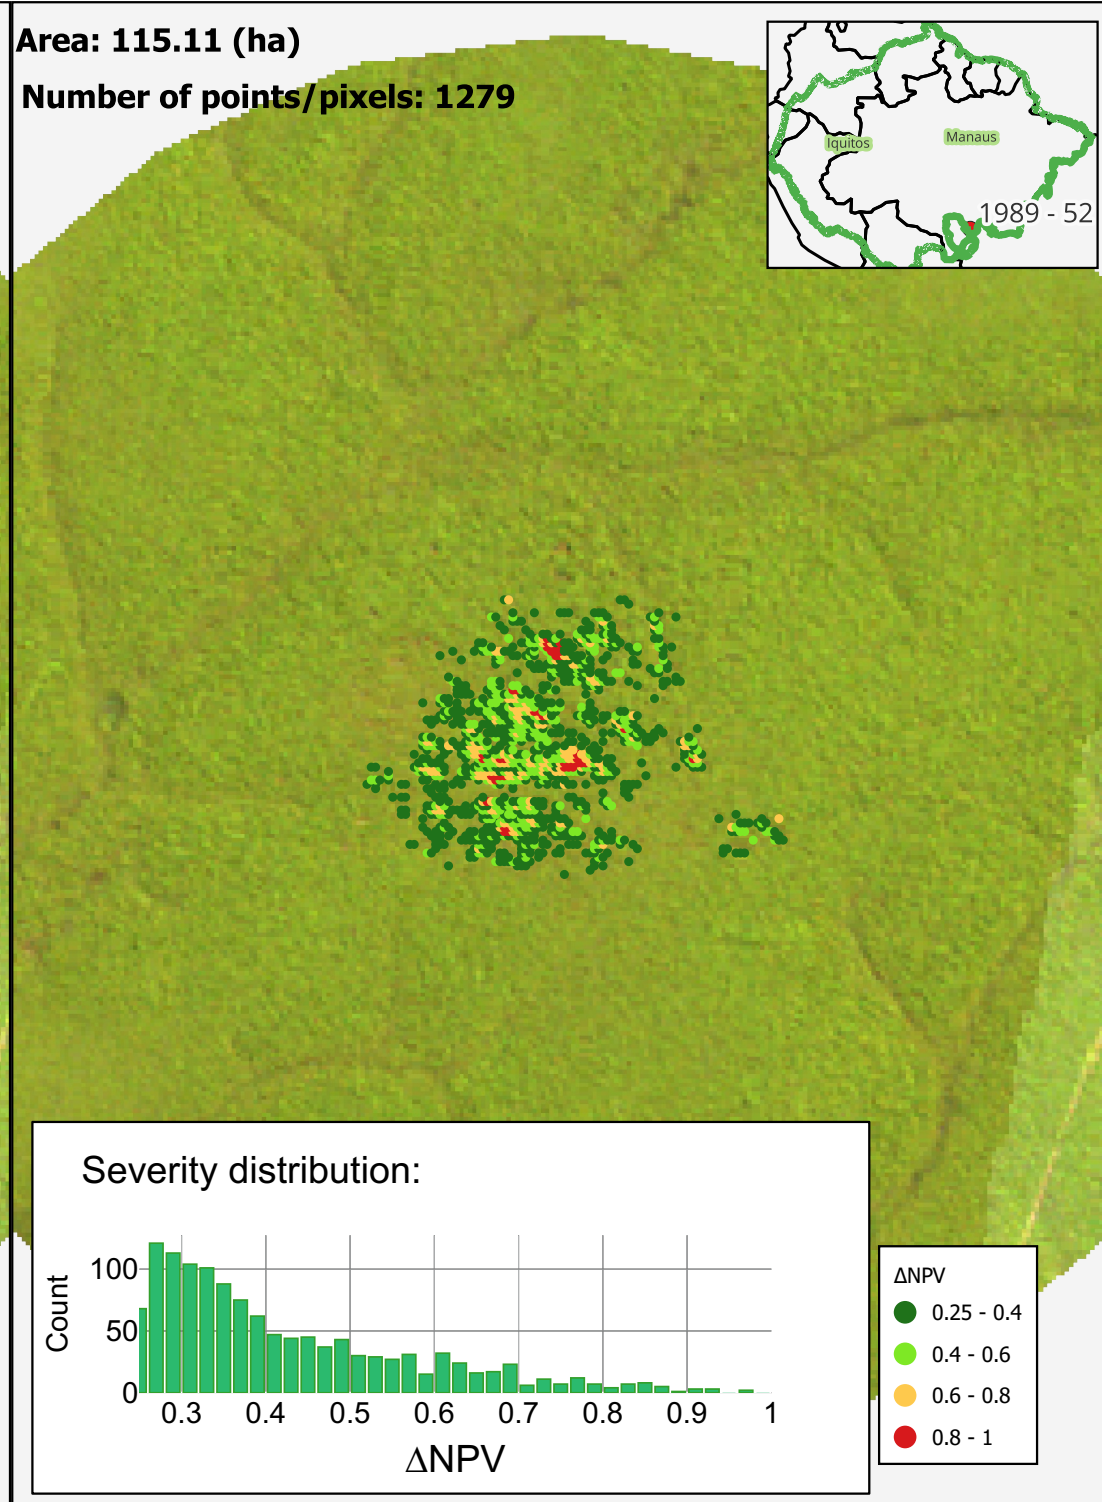 Area: 115.11 (ha)
Number of points/pixels: 1279
Iquitos
Manaus
1989 - 52
Severity distribution:
Count
100
50
0
0.3 0.4 0.5 0.6 0.7 0.8 0.9 1
ΔNPV
ΔNPV
0.25 - 0.4
0.4 - 0.6
0.6 - 0.8
0.8 - 1